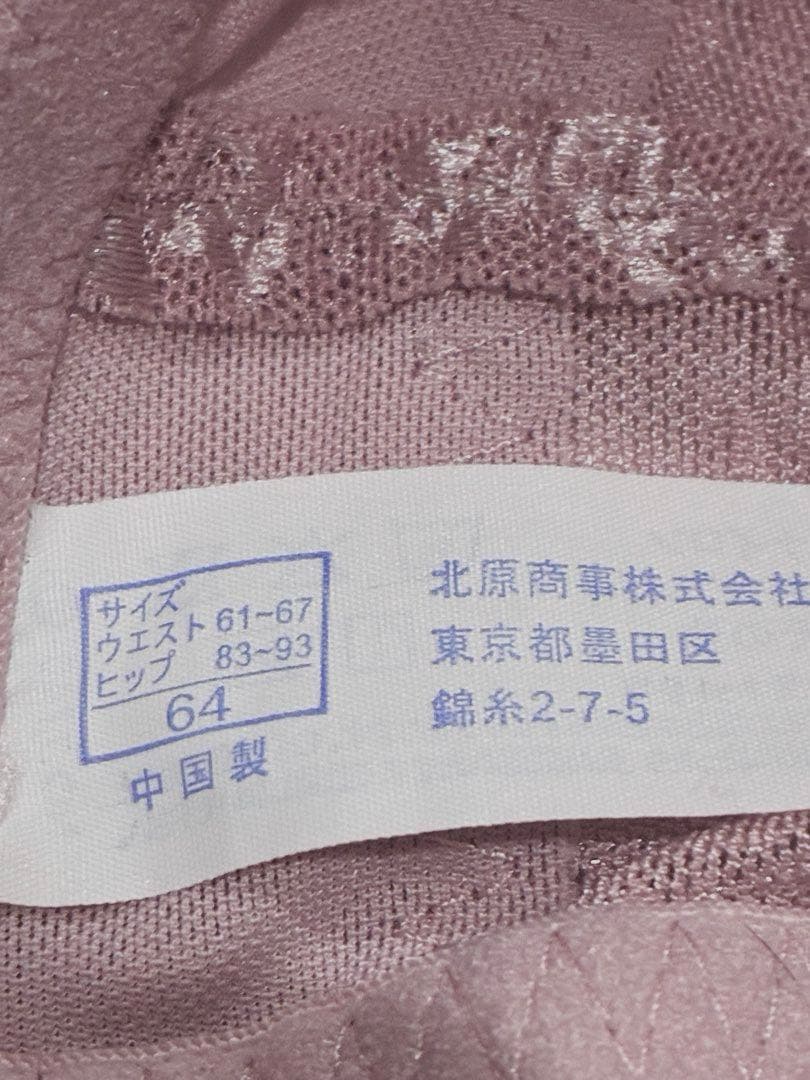 サイズ
ウエスト 61~67
ヒップ 83~93
64
中国製
北原商事株式会社
東京都墨田区
錦糸2-7-5